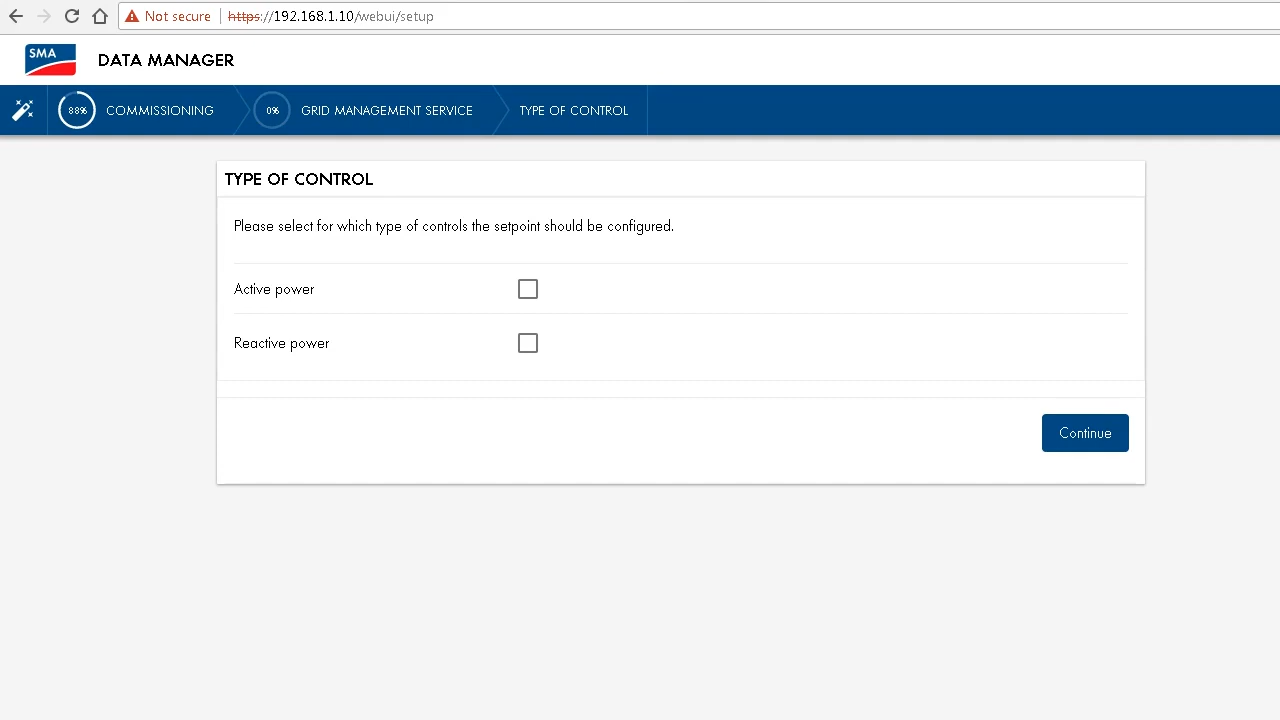 Not secure https://192.168.1.10/webui/setup
SMA DATA MANAGER
88% COMMISSIONING 0% GRID MANAGEMENT SERVICE TYPE OF CONTROL
TYPE OF CONTROL
Please select for which type of controls the setpoint should be configured.
Active power
Reactive power
Continue